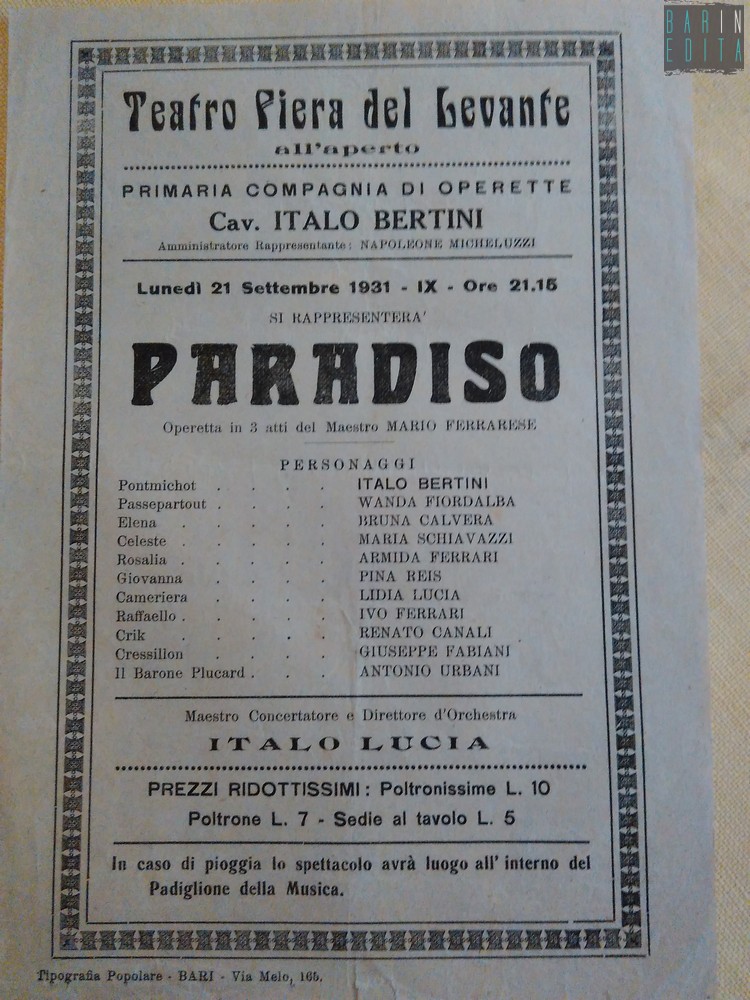 BARIN
EDITA
Teatro Fiera del Levante
all'aperto
PRIMARIA COMPAGNIA DI OPERETTE
Cav. ITALO BERTINI
Amministratore Rappresentante: NAPOLEONE MICHELUZZI
Lunedì 21 Settembre 1931 - IX - Ore 21.15
SI RAPPRESENTERA'
PARADISO
Operetta in 3 atti del Maestro MARIO FERRARESE
PERSONAGGI
Pontmichot . . . . ITALO BERTINI
Passepartout . . . . WANDA FIORDALBA
Elena . . . . . BRUNA CALVERA
Celeste . . . . . MARIA SCHIAVAZZI
Rosalia . . . . . ARMIDA FERRARI
Giovanna . . . . PINA REIS
Cameriera . . . . LIDIA LUCIA
Raffaello . . . . . IVO FERRARI
Crik . . . . . RENATO CANALI
Cressillon . . . . GIUSEPPE FABIANI
Il Barone Plucard . . . ANTONIO URBANI
Maestro Concertatore e Direttore d'Orchestra
ITALO LUCIA
PREZZI RIDOTTISSIMI: Poltronissime L. 10
Poltrone L. 7 - Sedie al tavolo L. 5
In caso di pioggia lo spettacolo avrà luogo all'interno del
Padiglione della Musica.
Tipografia Popolare - BARI - Via Melo, 165.